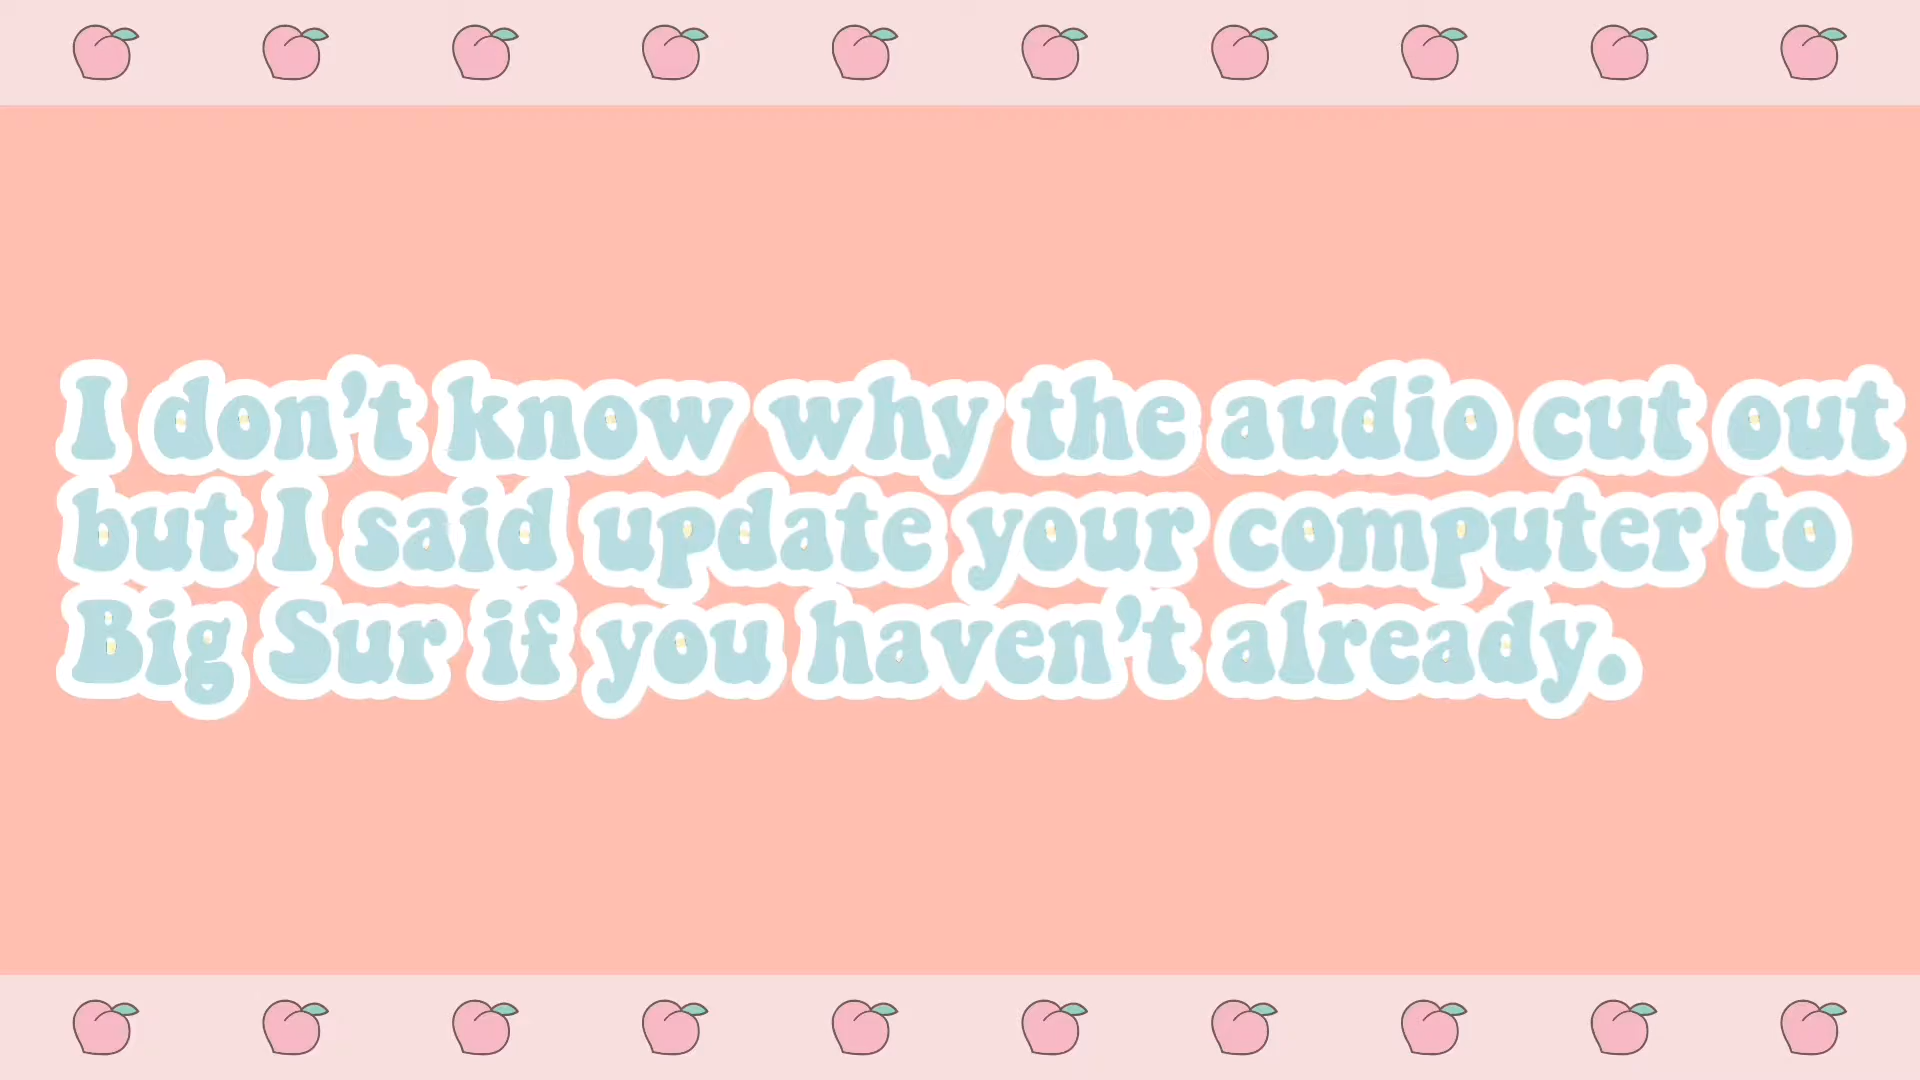 I don’t know why the audio cut out
but I said update your computer to
Big Sur if you haven’t already.